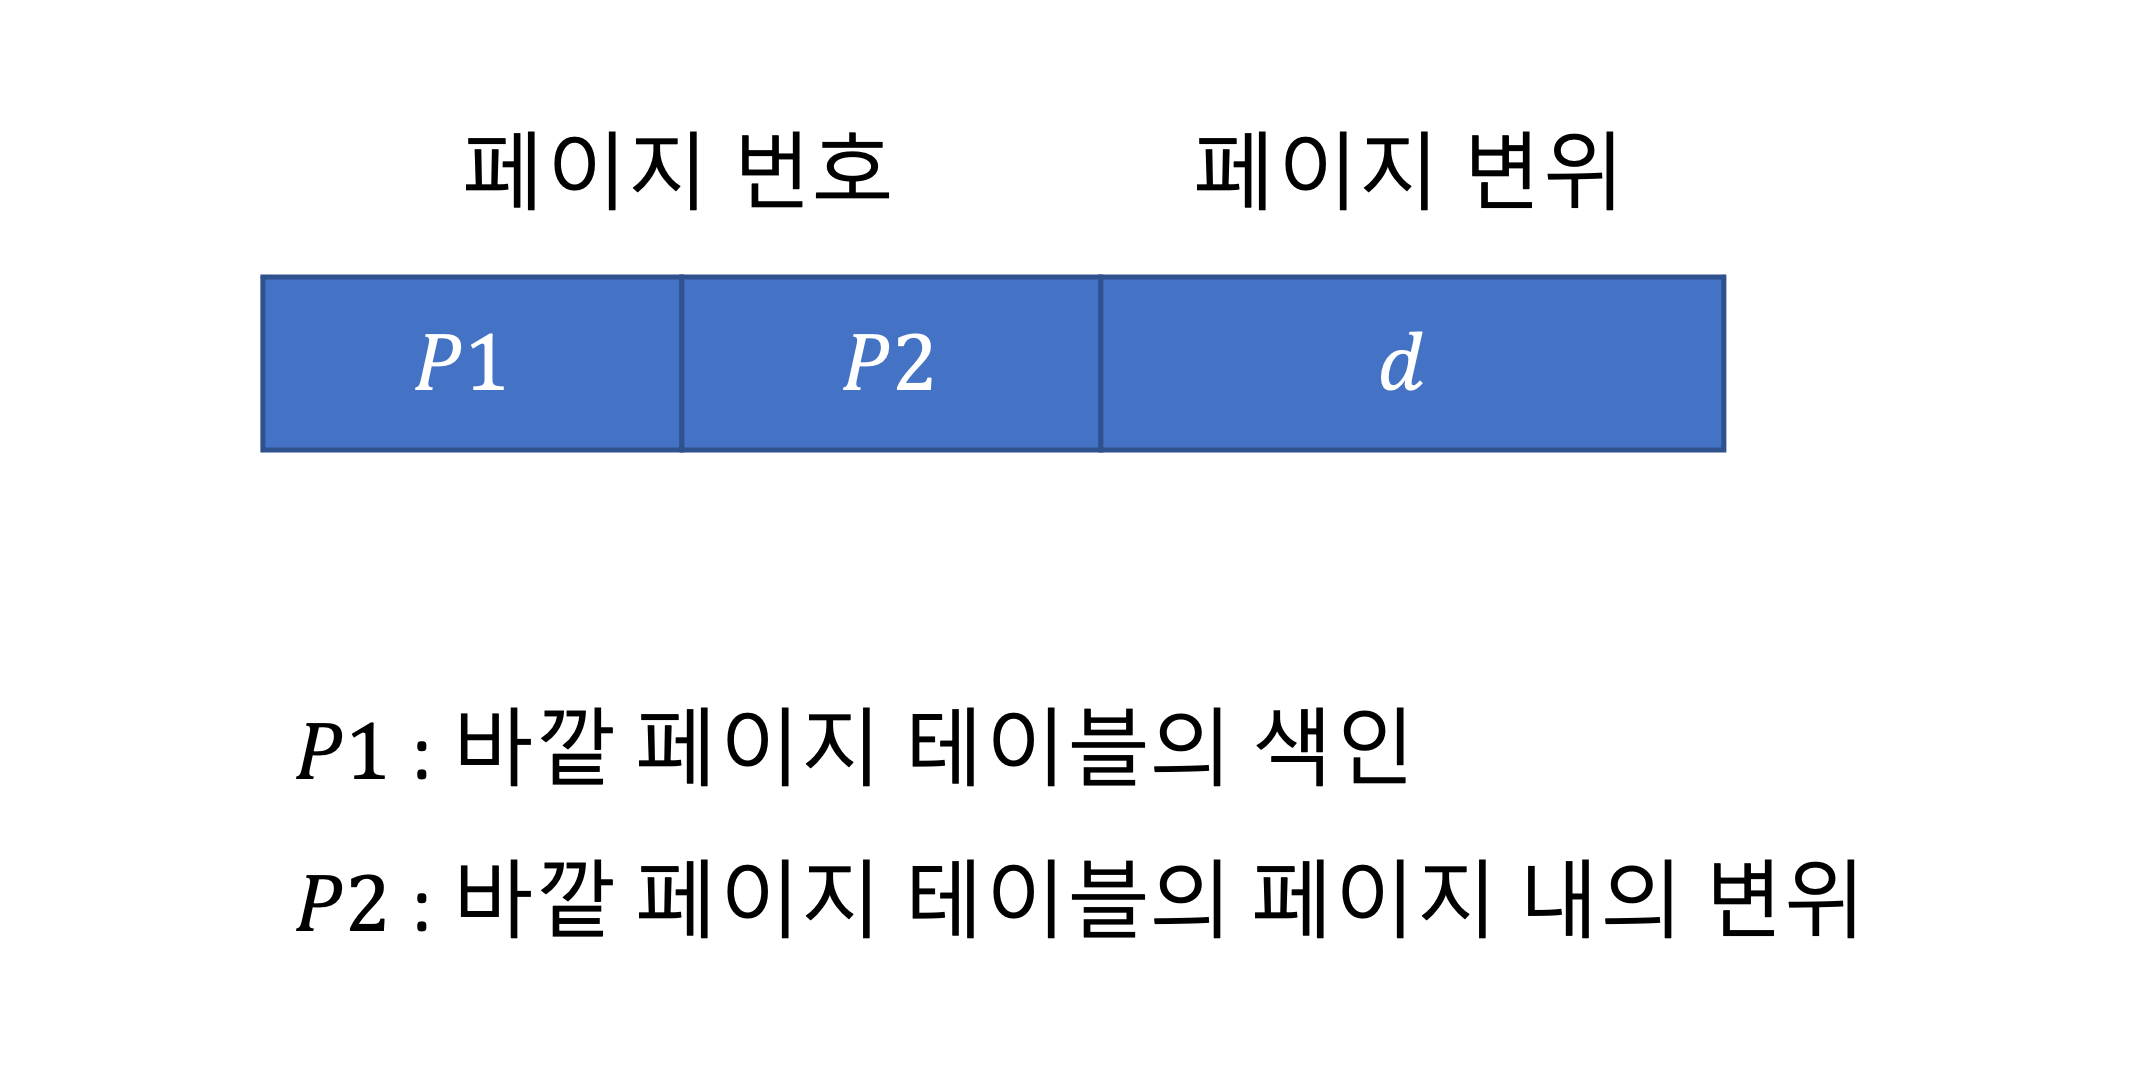 페이지 번호 페이지 변위
P1 P2 d
P1 : 바깥 페이지 테이블의 색인
P2 : 바깥 페이지 테이블의 페이지 내의 변위